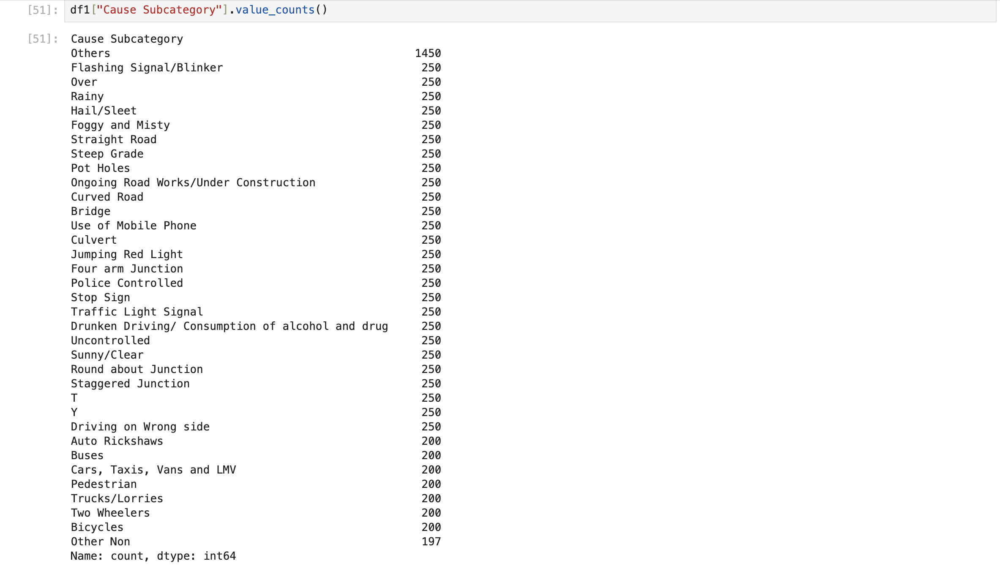 [51]: df1["Cause Subcategory"].value_counts()
[51]: Cause Subcategory
Others 1450
Flashing Signal/Blinker 250
Over 250
Rainy 250
Hail/Sleet 250
Foggy and Misty 250
Straight Road 250
Steep Grade 250
Pot Holes 250
Ongoing Road Works/Under Construction 250
Curved Road 250
Bridge 250
Use of Mobile Phone 250
Culvert 250
Jumping Red Light 250
Four arm Junction 250
Police Controlled 250
Stop Sign 250
Traffic Light Signal 250
Drunken Driving/ Consumption of alcohol and drug 250
Uncontrolled 250
Sunny/Clear 250
Round about Junction 250
Staggered Junction 250
T 250
Y 250
Driving on Wrong side 250
Auto Rickshaws 200
Buses 200
Cars, Taxis, Vans and LMV 200
Pedestrian 200
Trucks/Lorries 200
Two Wheelers 200
Bicycles 200
Other Non 197
Name: count, dtype: int64